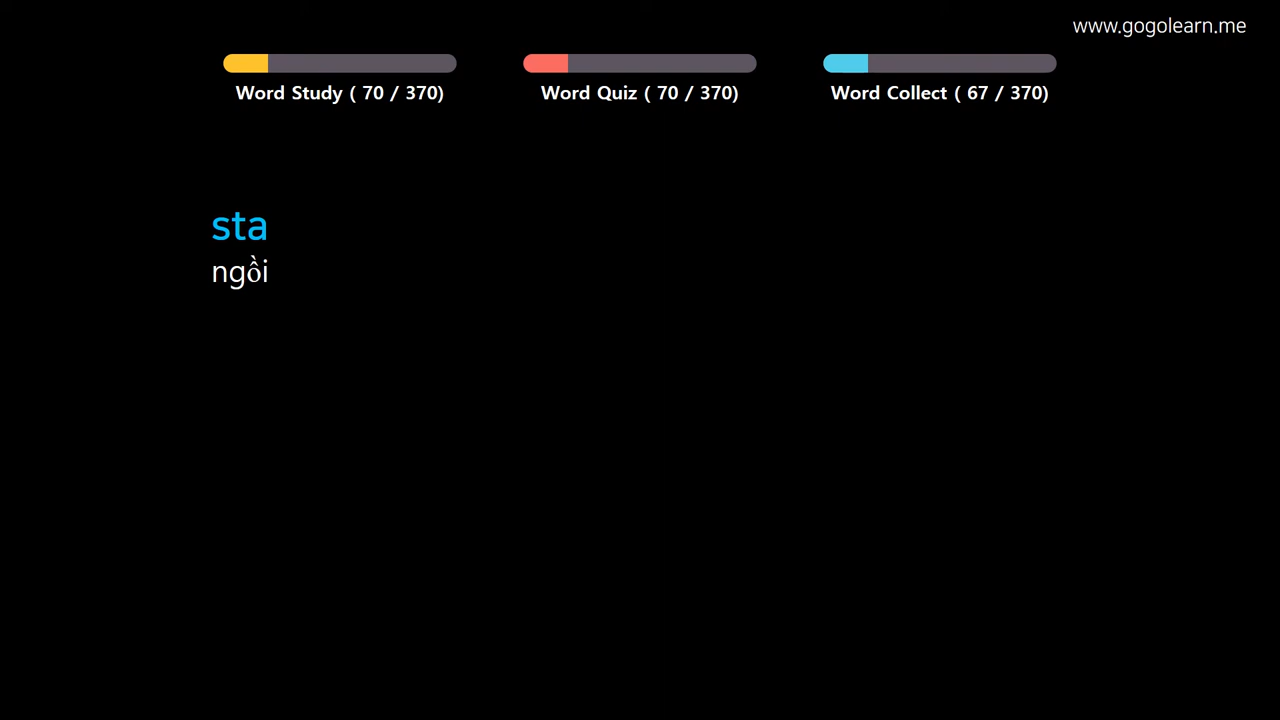 www.gogolearn.me
Word Study ( 70 / 370)
Word Quiz ( 70 / 370)
Word Collect ( 67 / 370)
sta
ngồi